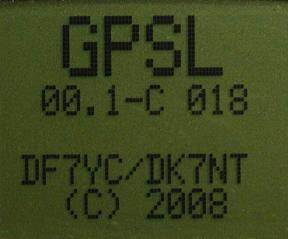 GPSL
00.1-C 018
DF7YC/DK7NT
(C) 2008